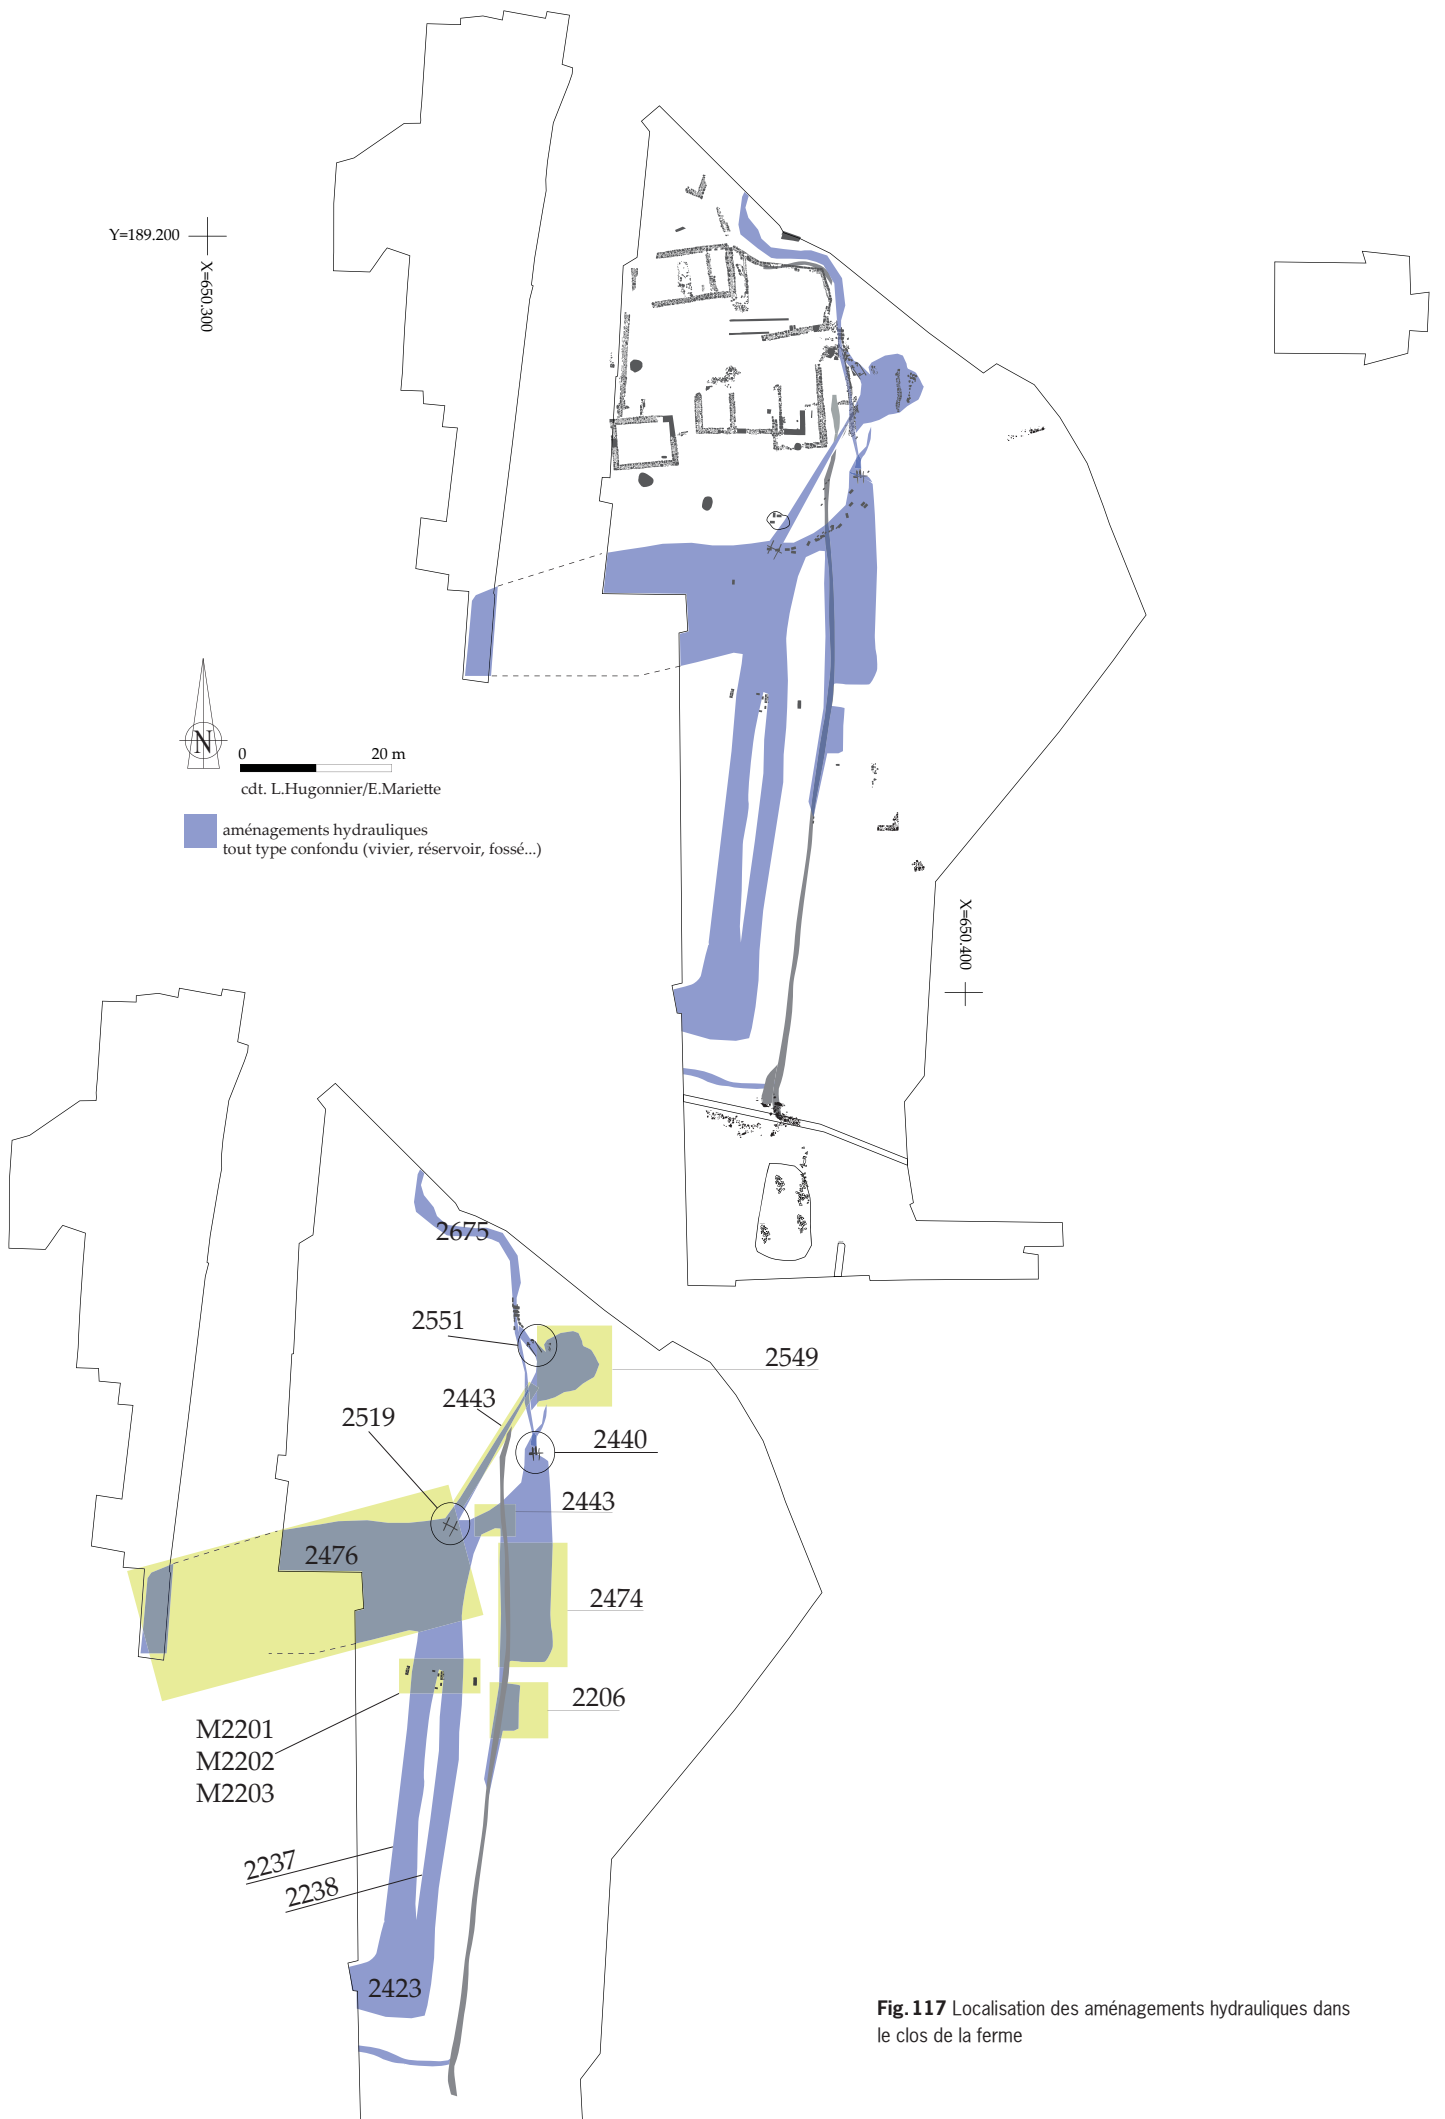 Y=189.200
X=650.300
N
0 20 m
cdt. L.Hugonnier/E.Mariette
aménagements hydrauliques
tout type confondu (vivier, réservoir, fossé...)
X=650.400
2675
2551
2549
2443
2519
2440
2443
2476
2474
2206
M2201
M2202
M2203
2237
2238
2423
Fig. 117 Localisation des aménagements hydrauliques dans
le clos de la ferme